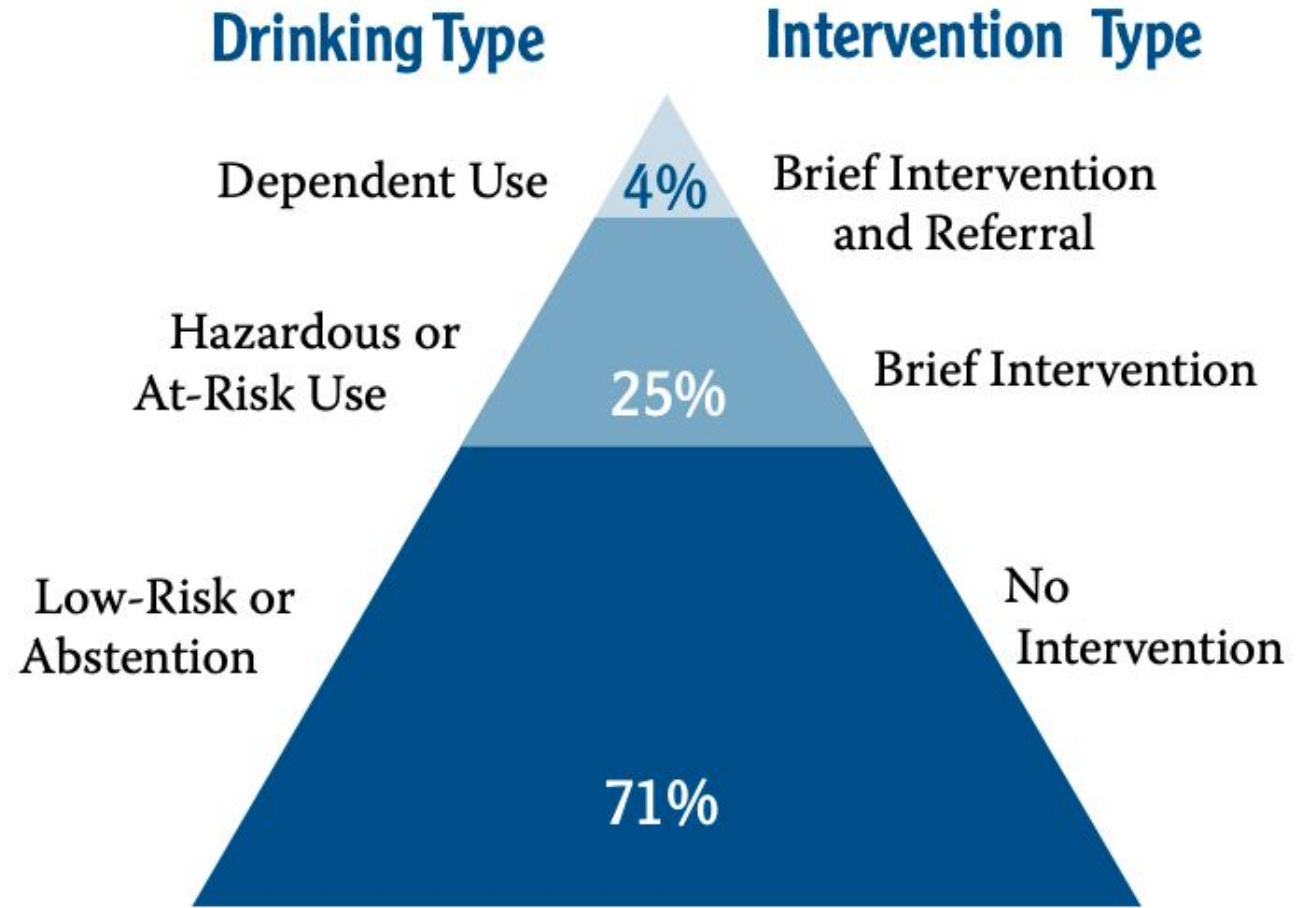 Drinking Type
Intervention Type
Dependent Use
4%
Brief Intervention
and Referral
Hazardous or
At-Risk Use
25%
Brief Intervention
Low-Risk or
Abstention
71%
No
Intervention